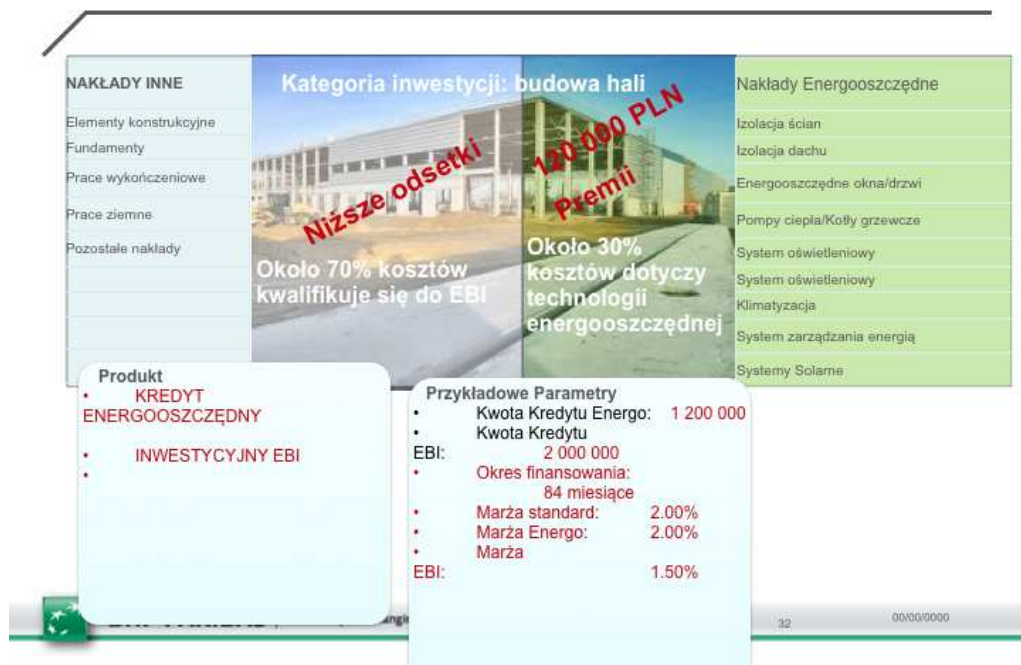 NAKŁADY INNE
Elementy konstrukcyjne
Fundamenty
Prace wykończeniowe
Prace ziemne
Pozostałe nakłady
Kategoria inwestycji: budowa hali
Niższe odsetki
120 000 PLN
Premii
Około 70% kosztów
kwalifikuje się do EBI
Około 30%
kosztów dotyczy
technologii
energooszczędnej
Nakłady Energooszczędne
Izolacja ścian
Izolacja dachu
Energooszczędne okna/drzwi
Pompy ciepła/Kotły grzewcze
System oświetleniowy
System oświetleniowy
Klimatyzacja
System zarządzania energią
Systemy Solarne
Produkt
• KREDYT
ENERGOOSZCZĘDNY
• INWESTYCYJNY EBI
•
Przykładowe Parametry
• Kwota Kredytu Energo: 1 200 000
• Kwota Kredytu
EBI: 2 000 000
• Okres finansowania:
84 miesiące
• Marża standard: 2.00%
• Marża Energo: 2.00%
• Marża
EBI: 1.50%
32
00/00/0000